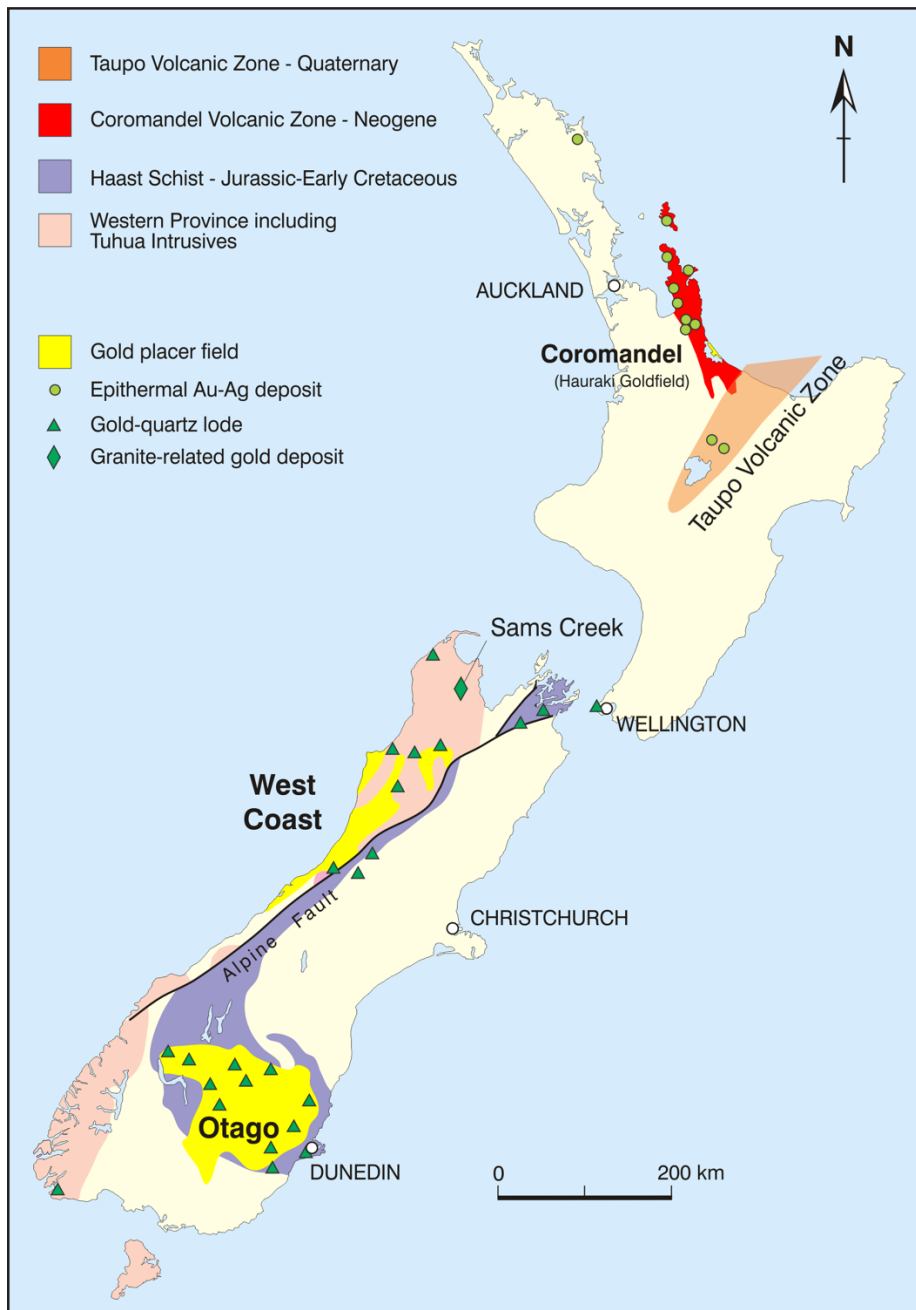 Taupo Volcanic Zone - Quaternary
Coromandel Volcanic Zone - Neogene
Haast Schist - Jurassic-Early Cretaceous
Western Province including
Tuhua Intrusives
Gold placer field
Epithermal Au-Ag deposit
Gold-quartz lode
Granite-related gold deposit
N
AUCKLAND
Coromandel
(Hauraki Goldfield)
Taupo Volcanic Zone
Sams Creek
WELLINGTON
West
Coast
CHRISTCHURCH
Alpine Fault
Otago
DUNEDIN
0
200 km